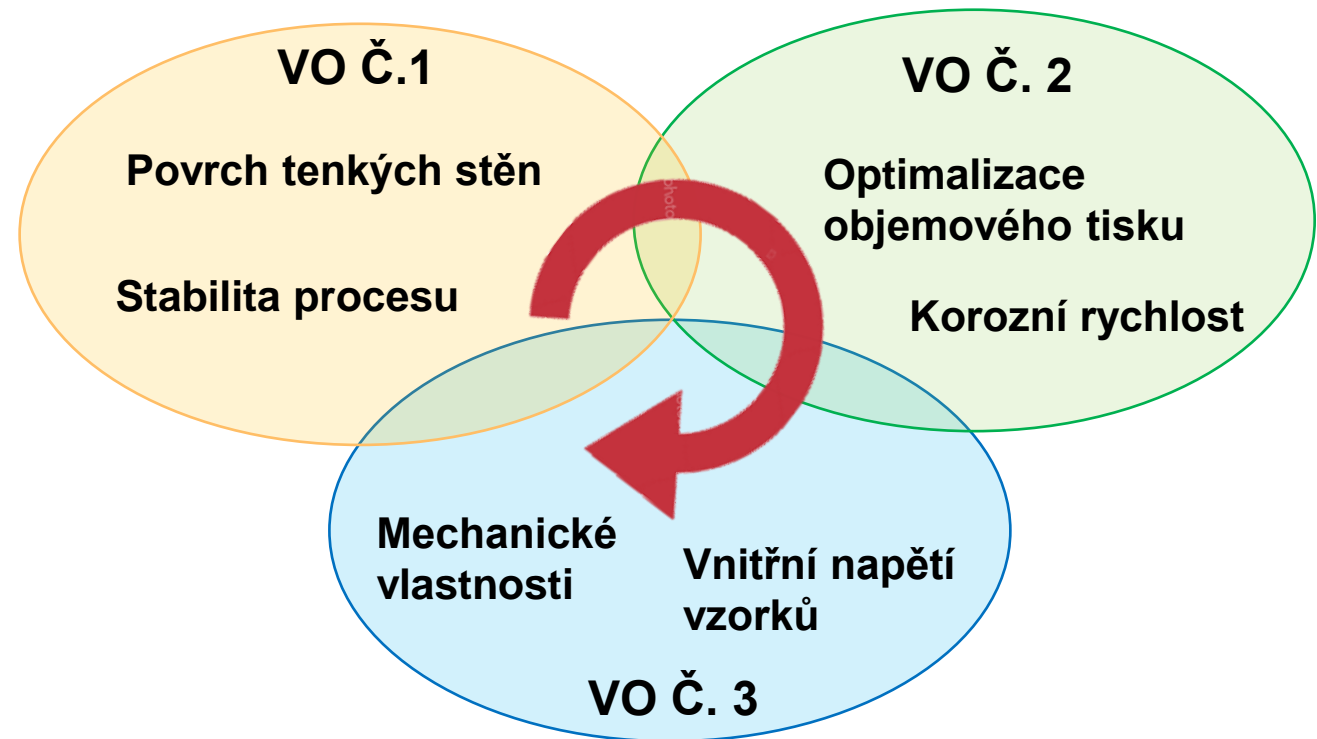 VO Č.1
Povrch tenkých stěn
Stabilita procesu
VO Č. 2
Optimalizace
objemového tisku
Korozní rychlost
Mechanické
vlastnosti
Vnitřní napětí
vzorků
VO Č. 3